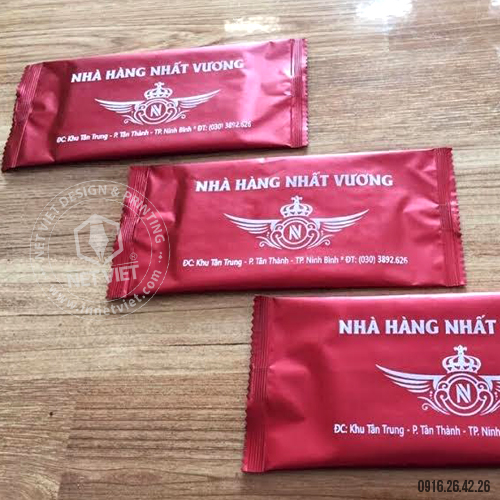 NHÀ HÀNG NHẤT VƯƠNG
N
ĐC: Khu Tân Trung - P. Tân Thành - TP. Ninh Bình * ĐT: (030) 3892.626
NHÀ HÀNG NHẤT VƯƠNG
N
ĐC: Khu Tân Trung - P. Tân Thành - TP. Ninh Bình * ĐT: (030) 3892.626
NHÀ HÀNG NHẤT
N
ĐC: Khu Tân Trung - P. Tân Thành - TP. Ninh
DESIGN & PRINTING
0916.26.42.26